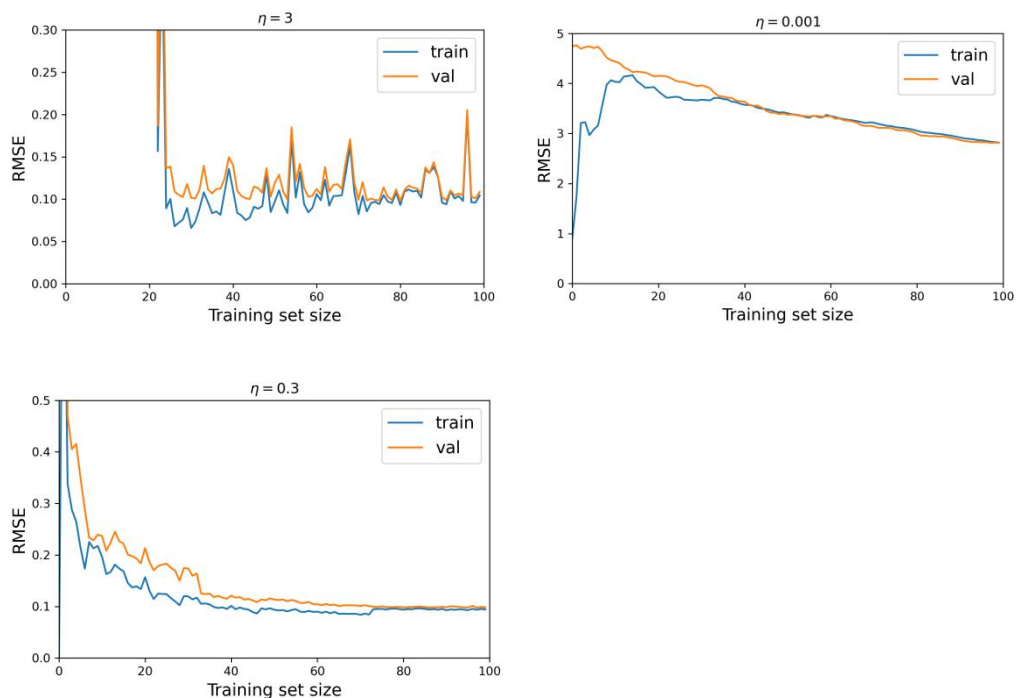 η = 3
0.30
0.25
0.20
0.15
0.10
0.05
0.00
RMSE
train
val
0 20 40 60 80 100
Training set size
η = 0.001
5
4
3
2
1
0
RMSE
train
val
0 20 40 60 80 100
Training set size
η = 0.3
0.5
0.4
0.3
0.2
0.1
0.0
RMSE
train
val
0 20 40 60 80 100
Training set size